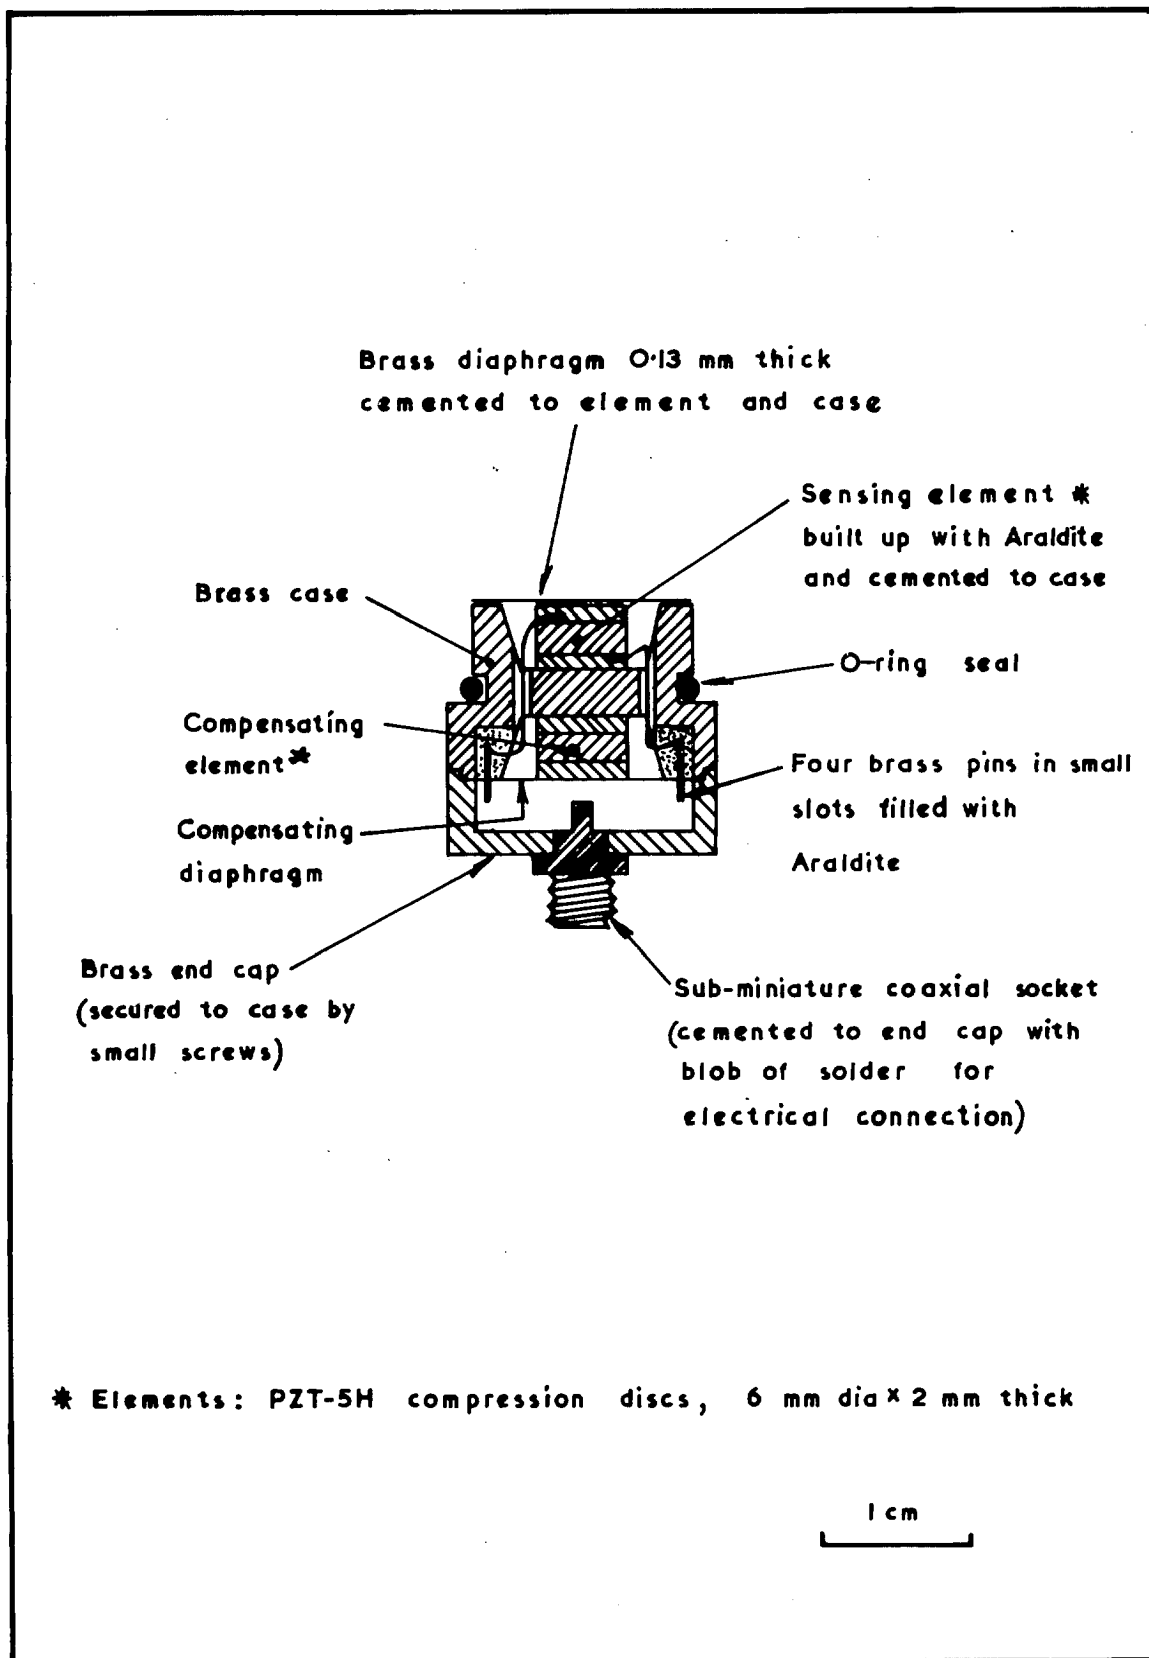 Brass diaphragm 0·13 mm thick
cemented to element and case
Sensing element *
built up with Araldite
and cemented to case
Brass case
O-ring seal
Compensating
element*
Four brass pins in small
slots filled with
Araldite
Compensating
diaphragm
Brass end cap
(secured to case by
small screws)
Sub-miniature coaxial socket
(cemented to end cap with
blob of solder for
electrical connection)
* Elements: PZT-5H compression discs, 6 mm dia × 2 mm thick
1 cm